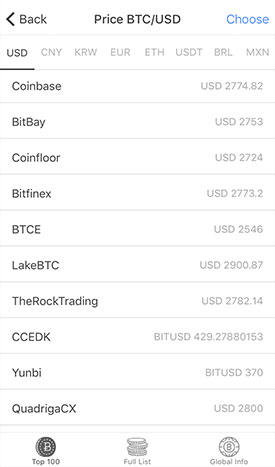 Back Price BTC/USD Choose
USD CNY KRW EUR ETH USDT BRL MXN
Coinbase USD 2774.82
BitBay USD 2753
Coinfloor USD 2724
Bitfinex USD 2773.2
BTCE USD 2546
LakeBTC USD 2900.87
TheRockTrading USD 2782.14
CCEDK BITUSD 429.27880153
Yunbi BITUSD 370
QuadrigaCX USD 2800
Top 100 Full List Global Info